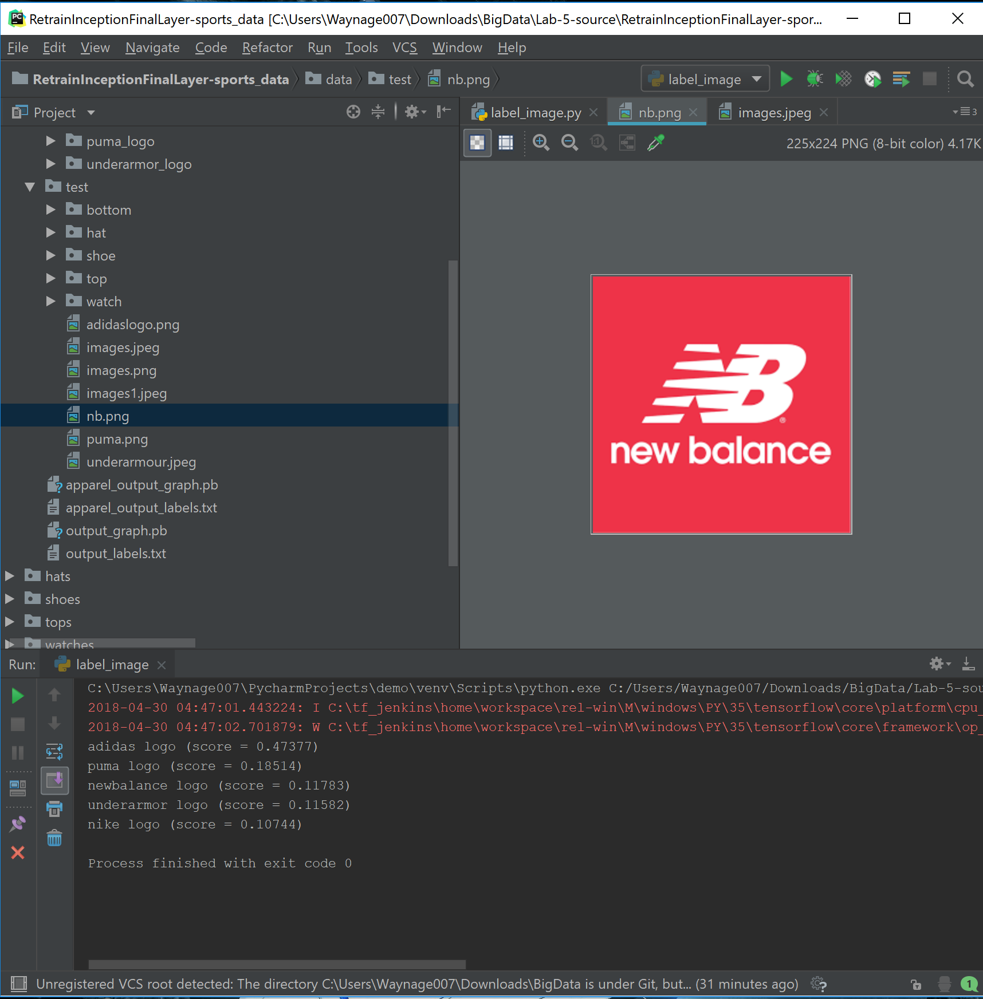 RetrainInceptionFinalLayer-sports_data [C:\Users\Waynage007\Downloads\BigData\Lab-5-source\RetrainInceptionFinalLayer-spor...
File Edit View Navigate Code Refactor Run Tools VCS Window Help
RetrainInceptionFinalLayer-sports_data data test nb.png label_image
Project
label_image.py nb.png images.jpeg 3
225x224 PNG (8-bit color) 4.17K
puma_logo
underarmor_logo
test
bottom
hat
shoe
top
watch
adidaslogo.png
images.jpeg
images.png
images1.jpeg
nb.png
puma.png
underarmour.jpeg
apparel_output_graph.pb
apparel_output_labels.txt
output_graph.pb
output_labels.txt
hats
shoes
tops
watches
NB
new balance
Run: label_image
C:\Users\Waynage007\PycharmProjects\demo\venv\Scripts\python.exe C:/Users/Waynage007/Downloads/BigData/Lab-5-sou
2018-04-30 04:47:01.443224: I C:\tf_jenkins\home\workspace\rel-win\M\windows\PY\35\tensorflow\core\platform\cpu_
2018-04-30 04:47:02.701879: W C:\tf_jenkins\home\workspace\rel-win\M\windows\PY\35\tensorflow\core\framework\op_
adidas logo (score = 0.47377)
puma logo (score = 0.18514)
newbalance logo (score = 0.11783)
underarmor logo (score = 0.11582)
nike logo (score = 0.10744)
Process finished with exit code 0
Unregistered VCS root detected: The directory C:\Users\Waynage007\Downloads\BigData is under Git, but... (31 minutes ago) 1